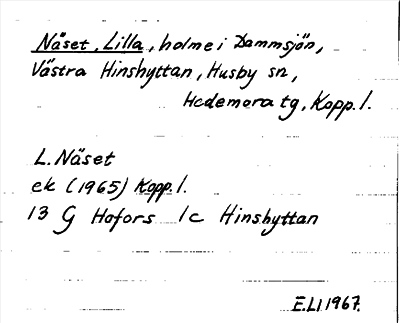 Näset, Lilla, holme i Dammsjön,
Västra Hinshyttan, Husby sn,
Hedemora tg, Kopp. l.
L. Näset
ek (1965) Kopp. l.
13 G Hofors 1c Hinshyttan
E.Ll 1967.